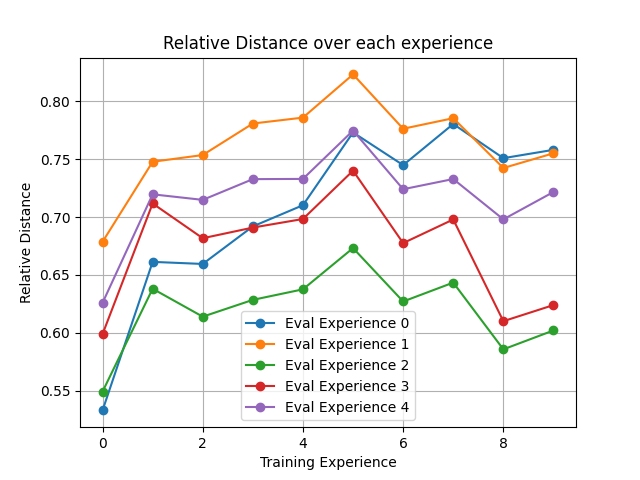 Relative Distance over each experience
Relative Distance
0.80
0.75
0.70
0.65
0.60
0.55
Eval Experience 0
Eval Experience 1
Eval Experience 2
Eval Experience 3
Eval Experience 4
0 2 4 6 8
Training Experience